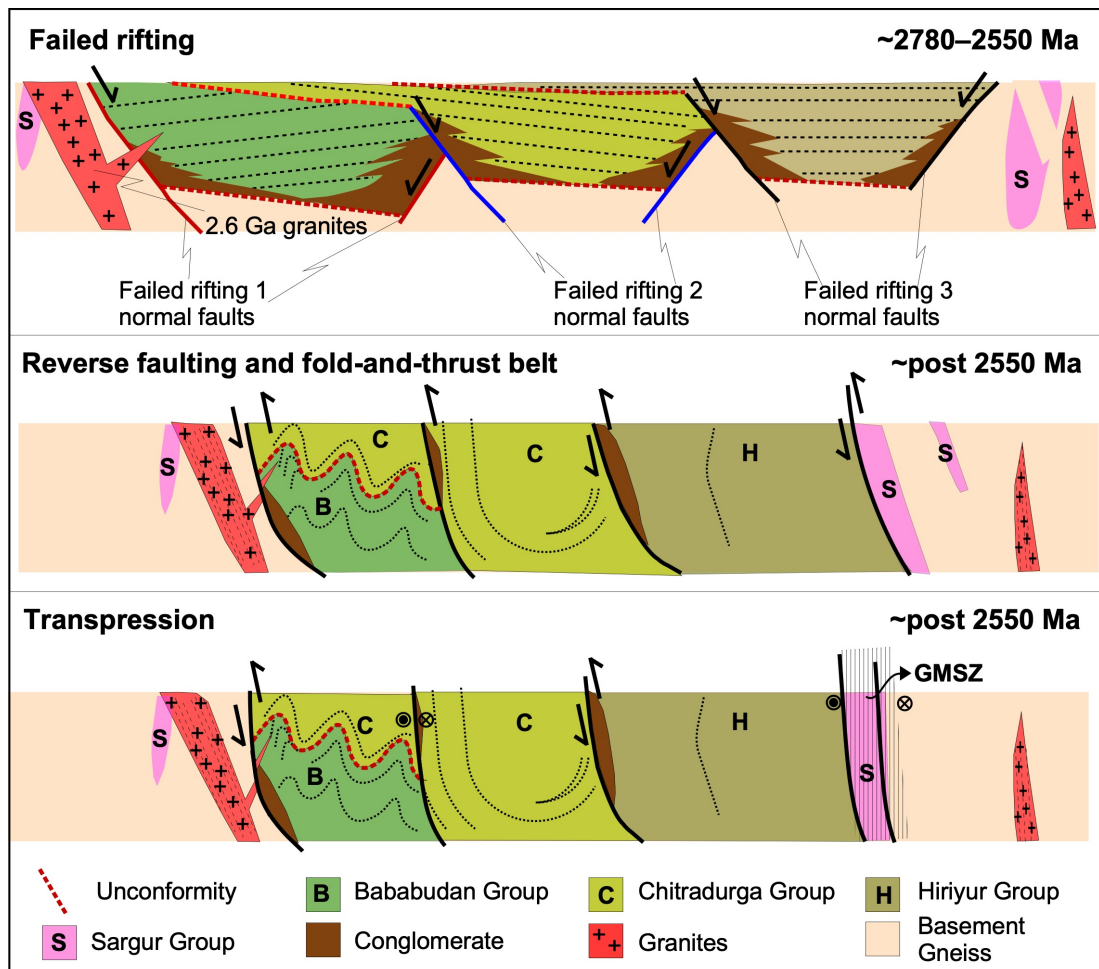 Failed rifting
~2780–2550 Ma
S
S
2.6 Ga granites
Failed rifting 1
normal faults
Failed rifting 2
normal faults
Failed rifting 3
normal faults
Reverse faulting and fold-and-thrust belt
~post 2550 Ma
S
C
B
C
H
S
S
Transpression
~post 2550 Ma
GMSZ
S
C
B
C
H
S
Unconformity
B Bababudan Group
C Chitradurga Group
H Hiriyur Group
S Sargur Group
Conglomerate
Granites
Basement
Gneiss